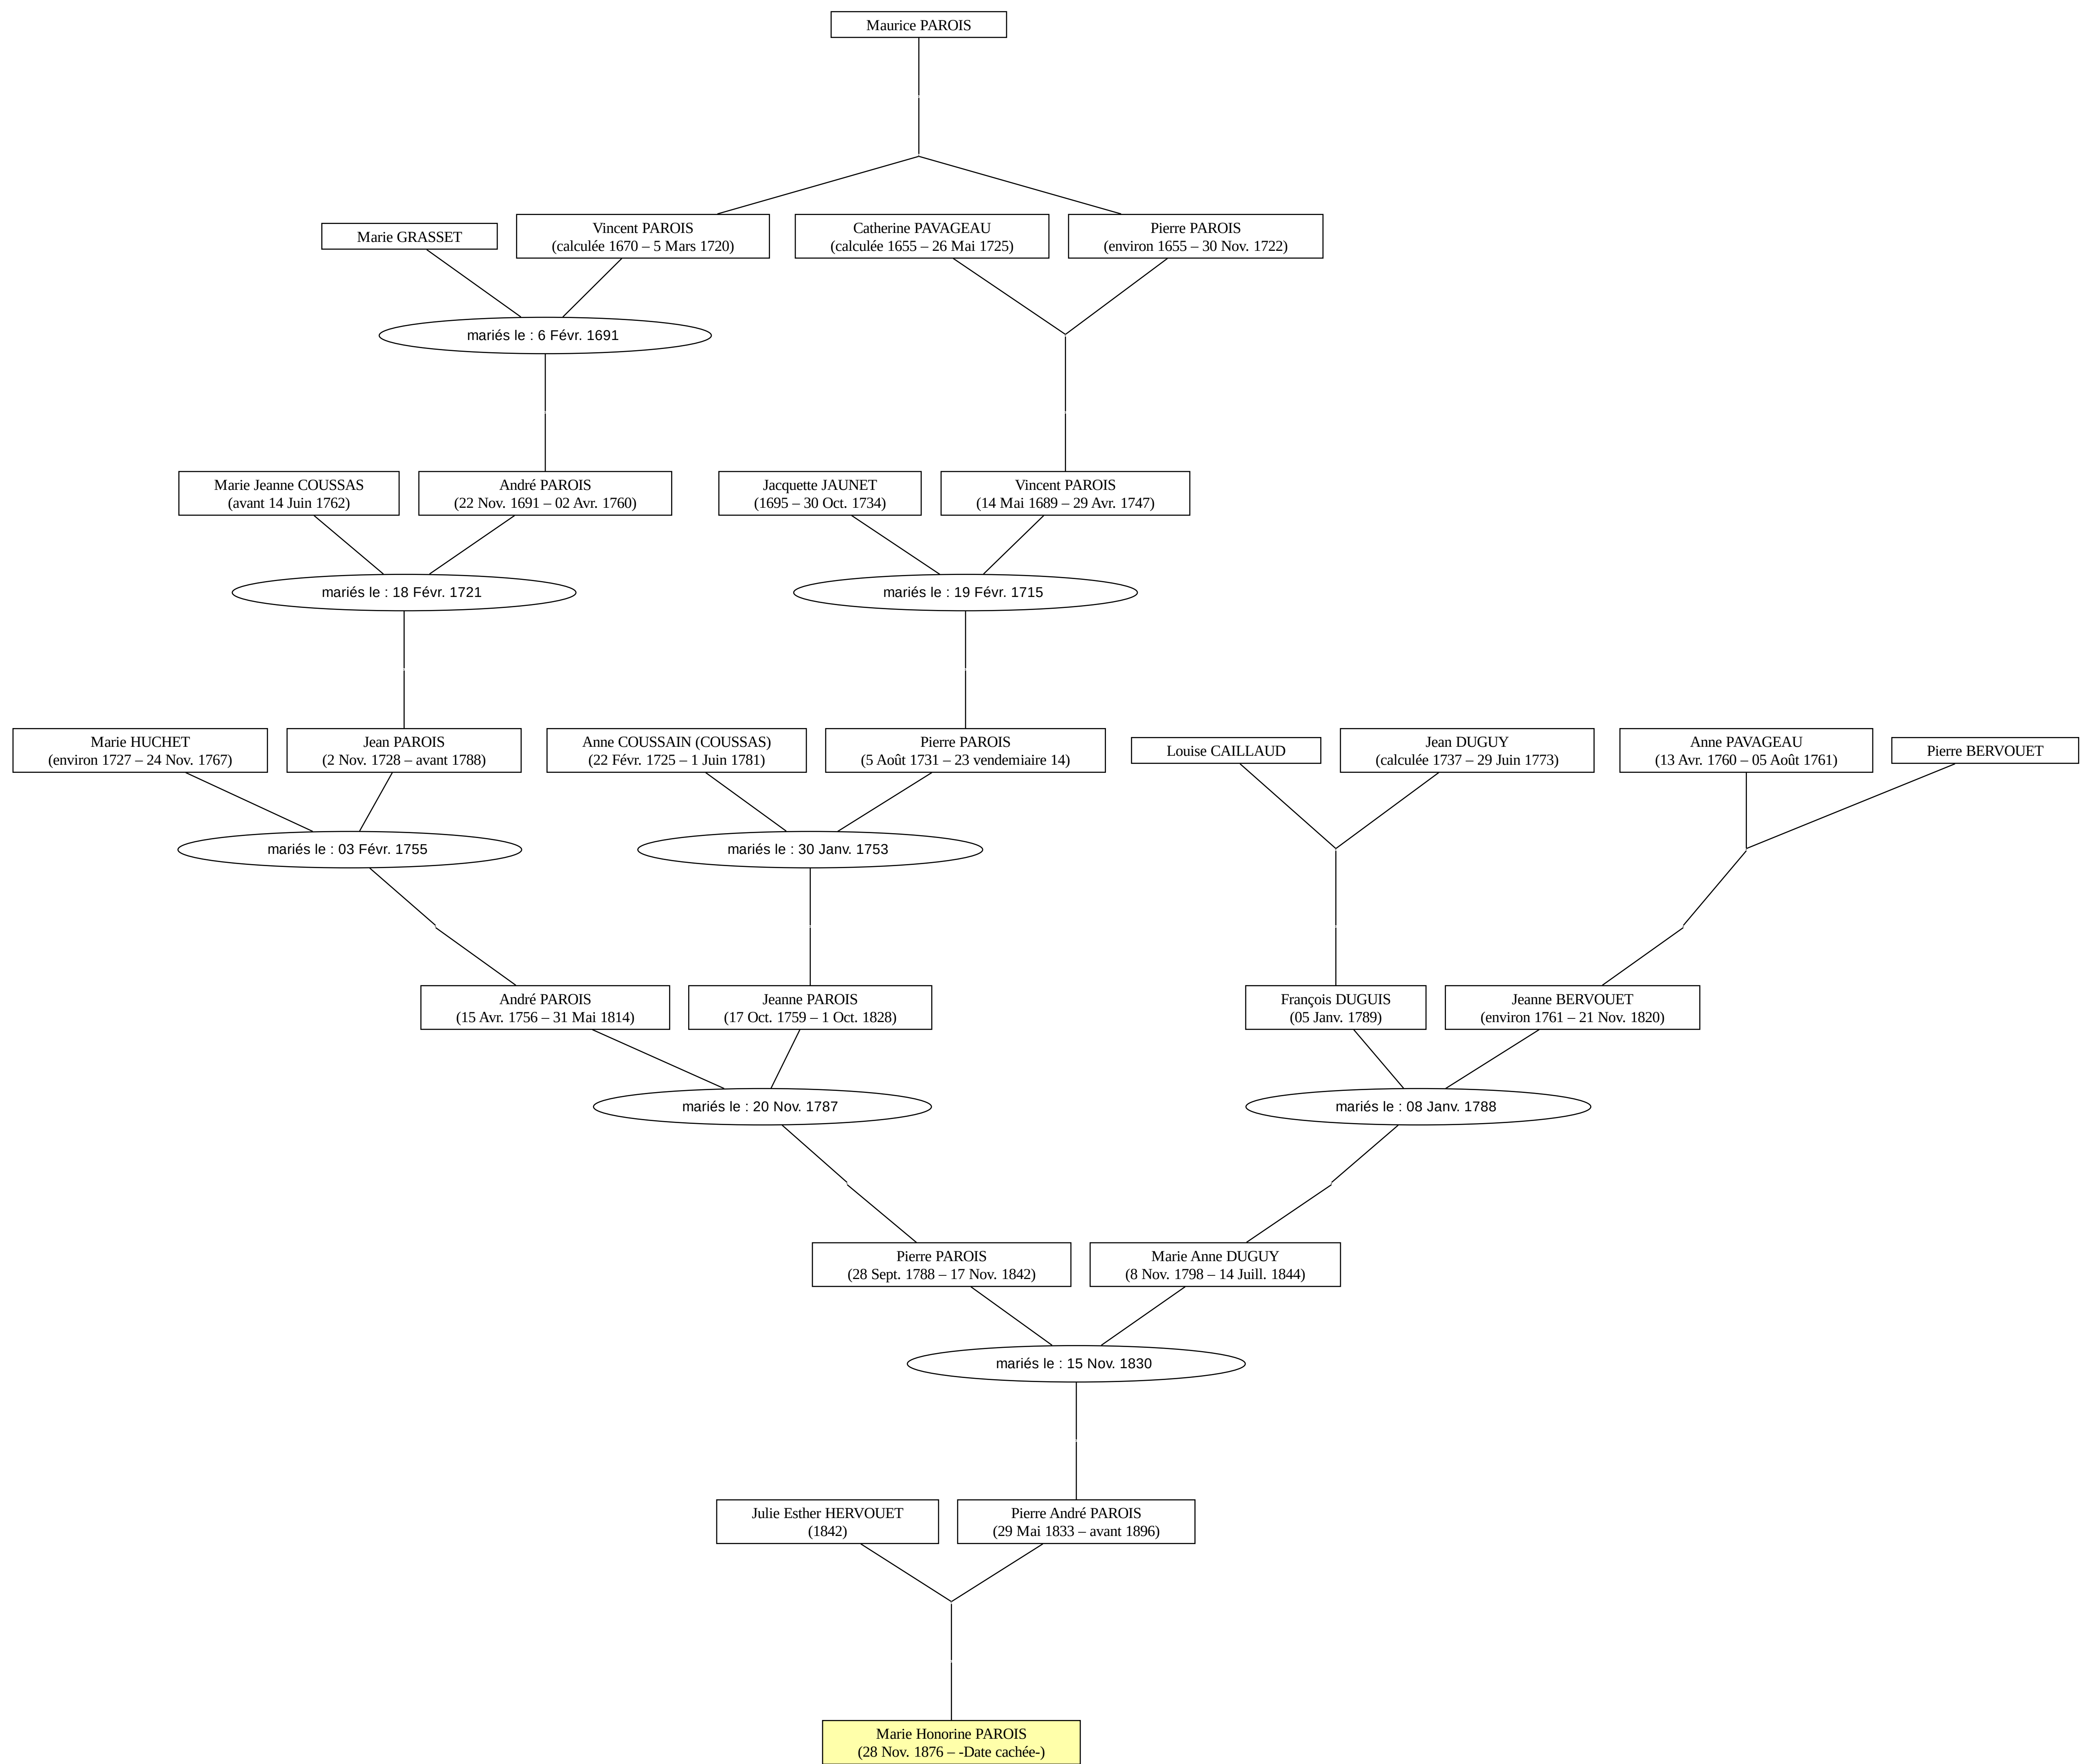 Maurice PAROIS
Marie GRASSET
Vincent PAROIS
(calculée 1670 – 5 Mars 1720)
Catherine PAVAGEAU
(calculée 1655 – 26 Mai 1725)
Pierre PAROIS
(environ 1655 – 30 Nov. 1722)
mariés le : 6 Févr. 1691
Marie Jeanne COUSSAS
(avant 14 Juin 1762)
André PAROIS
(22 Nov. 1691 – 02 Avr. 1760)
Jacquette JAUNET
(1695 – 30 Oct. 1734)
Vincent PAROIS
(14 Mai 1689 – 29 Avr. 1747)
mariés le : 18 Févr. 1721
mariés le : 19 Févr. 1715
Marie HUCHET
(environ 1727 – 24 Nov. 1767)
Jean PAROIS
(2 Nov. 1728 – avant 1788)
Anne COUSSAIN (COUSSAS)
(22 Févr. 1725 – 1 Juin 1781)
Pierre PAROIS
(5 Août 1731 – 23 vendemiaire 14)
Louise CAILLAUD
Jean DUGUY
(calculée 1737 – 29 Juin 1773)
Anne PAVAGEAU
(13 Avr. 1760 – 05 Août 1761)
Pierre BERVOUET
mariés le : 03 Févr. 1755
mariés le : 30 Janv. 1753
André PAROIS
(15 Avr. 1756 – 31 Mai 1814)
Jeanne PAROIS
(17 Oct. 1759 – 1 Oct. 1828)
François DUGUIS
(05 Janv. 1789)
Jeanne BERVOUET
(environ 1761 – 21 Nov. 1820)
mariés le : 20 Nov. 1787
mariés le : 08 Janv. 1788
Pierre PAROIS
(28 Sept. 1788 – 17 Nov. 1842)
Marie Anne DUGUY
(8 Nov. 1798 – 14 Juill. 1844)
mariés le : 15 Nov. 1830
Julie Esther HERVOUET
(1842)
Pierre André PAROIS
(29 Mai 1833 – avant 1896)
Marie Honorine PAROIS
(28 Nov. 1876 – -Date cachée-)